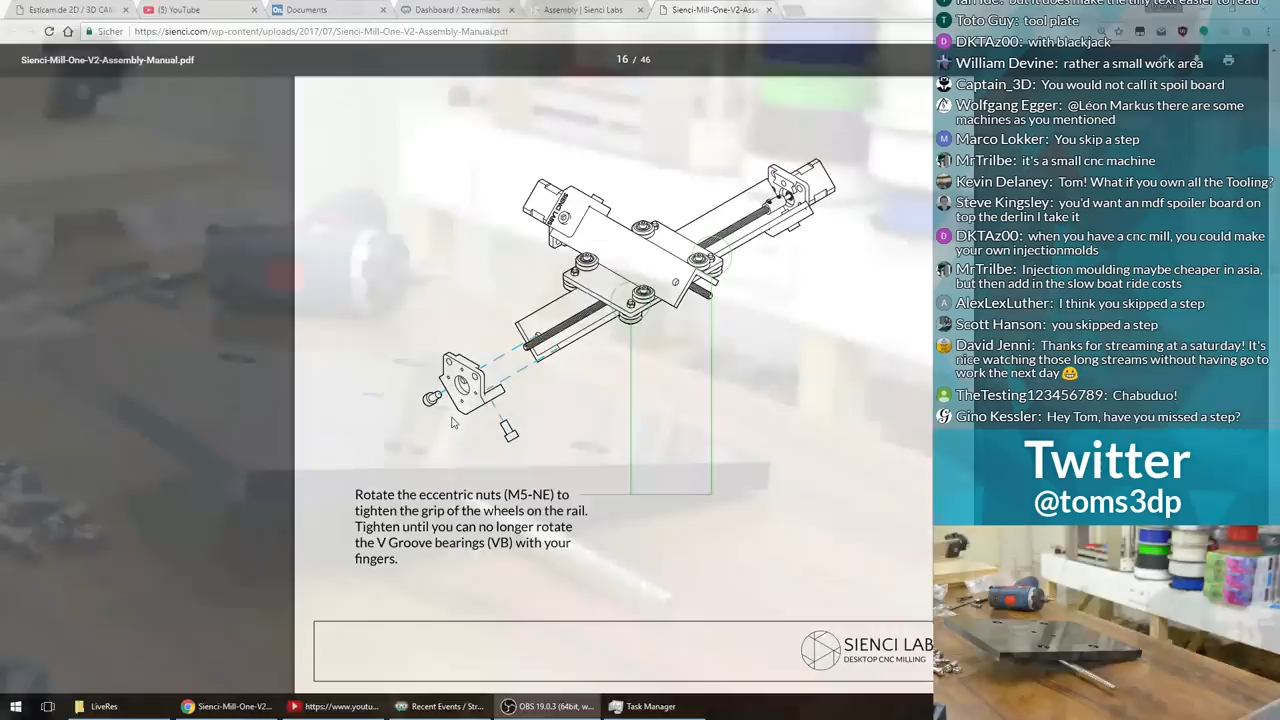 Estlcam.de 2D / 3D CAM
(5) YouTube
Documents
Dashboard / Streamlabs
Assembly | Sienci Labs
Sienci-Mill-One-V2-Ass
Sicher
https://sienci.com/wp-content/uploads/2017/07/Sienci-Mill-One-V2-Assembly-Manual.pdf
Sienci-Mill-One-V2-Assembly-Manual.pdf
16 / 46
Rotate the eccentric nuts (M5-NE) to
tighten the grip of the wheels on the rail.
Tighten until you can no longer rotate
the V Groove bearings (VB) with your
fingers.
SIENCI LAB
DESKTOP CNC MILLING
but it does make the tiny text easier to read
Toto Guy: tool plate
DKTAz00: with blackjack
William Devine: rather a small work area
Captain_3D: You would not call it spoil board
Wolfgang Egger: @Léon Markus there are some
machines as you mentioned
Marco Lokker: You skip a step
MrTrilbe: it's a small cnc machine
Kevin Delaney: Tom! What if you own all the Tooling?
Steve Kingsley: you'd want an mdf spoiler board on
top the derlin I take it
DKTAz00: when you have a cnc mill, you could make
your own injectionmolds
MrTrilbe: Injection moulding maybe cheaper in asia,
but then add in the slow boat ride costs
AlexLexLuther: I think you skipped a step
Scott Hanson: you skipped a step
David Jenni: Thanks for streaming at a saturday! It's
nice watching those long streams without having go to
work the next day
TheTesting123456789: Chabuduo!
Gino Kessler: Hey Tom, have you missed a step?
Twitter
@toms3dp
LiveRes
Sienci-Mill-One-V2...
https://www.youtu...
Recent Events / Str...
OBS 19.0.3 (64bit, w...
Task Manager